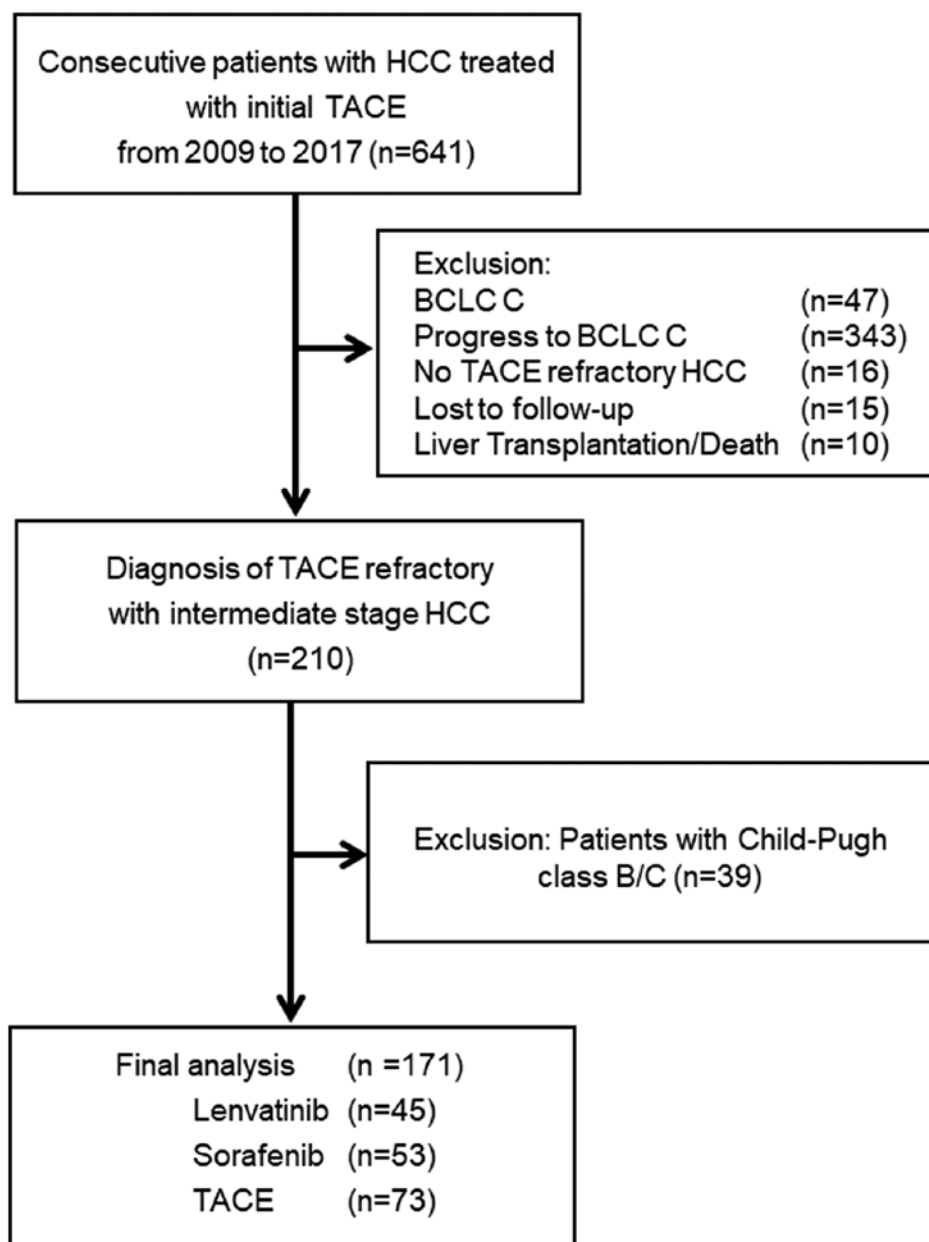 Consecutive patients with HCC treated
with initial TACE
from 2009 to 2017 (n=641)
Exclusion:
BCLC C (n=47)
Progress to BCLC C (n=343)
No TACE refractory HCC (n=16)
Lost to follow-up (n=15)
Liver Transplantation/Death (n=10)
Diagnosis of TACE refractory
with intermediate stage HCC
(n=210)
Exclusion: Patients with Child-Pugh
class B/C (n=39)
Final analysis (n =171)
Lenvatinib (n=45)
Sorafenib (n=53)
TACE (n=73)